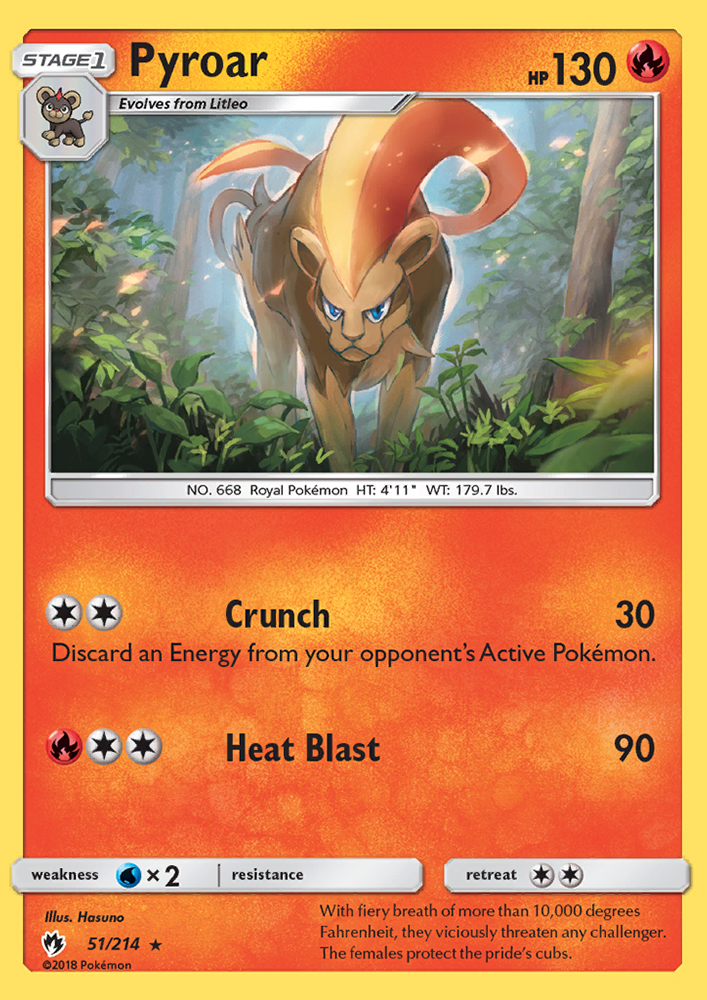 STAGE1
Pyroar
HP130
Evolves from Litleo
NO. 668 Royal Pokémon HT: 4'11" WT: 179.7 lbs.
Crunch 30
Discard an Energy from your opponent's Active Pokémon.
Heat Blast 90
weakness ×2 resistance retreat
Illus. Hasuno
51/214 ★
©2018 Pokémon
With fiery breath of more than 10,000 degrees
Fahrenheit, they viciously threaten any challenger.
The females protect the pride's cubs.